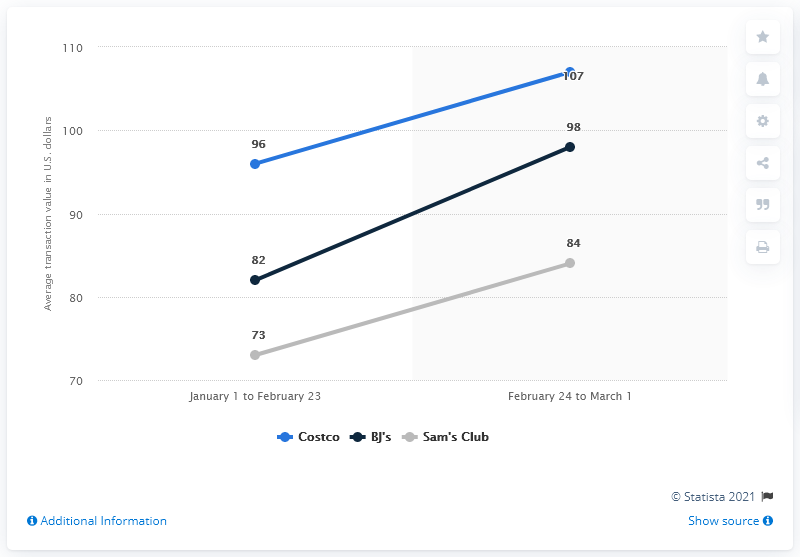 110
100
90
80
70
Average transaction value in U.S. dollars
96
107
82
98
73
84
January 1 to February 23 February 24 to March 1
Costco BJ's Sam's Club
© Statista 2021
Additional Information Show source